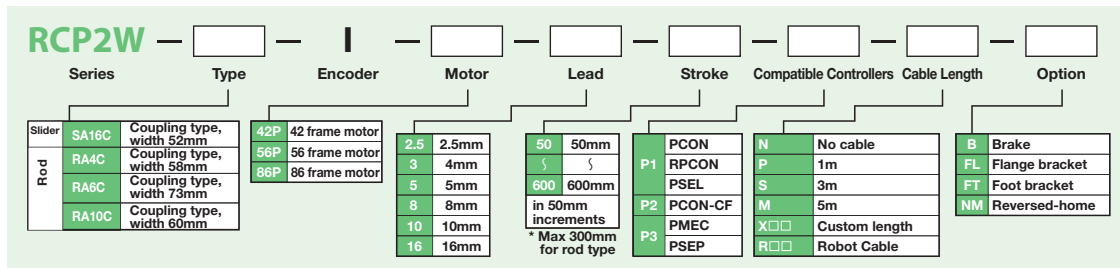 RCP2W — — I — — — — — —
Series Type Encoder Motor Lead Stroke Compatible Controllers Cable Length Option
Slider
SA16C Coupling type,
width 52mm
Rod
RA4C Coupling type,
width 58mm
RA6C Coupling type,
width 73mm
RA10C Coupling type,
width 60mm
42P 42 frame motor
56P 56 frame motor
86P 86 frame motor
2.5 2.5mm
3 4mm
5 5mm
8 8mm
10 10mm
16 16mm
50 50mm
∫ ∫
600 600mm
in 50mm
increments
* Max 300mm
for rod type
P1
PCON
RPCON
PSEL
P2 PCON-CF
P3
PMEC
PSEP
N No cable
P 1m
S 3m
M 5m
X□□ Custom length
R□□ Robot Cable
B Brake
FL Flange bracket
FT Foot bracket
NM Reversed-home